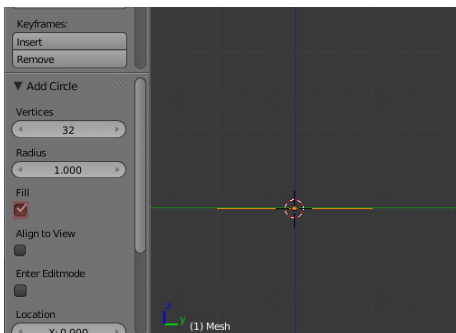 Keyframes:
Insert
Remove
Add Circle
Vertices
32
Radius
1.000
Fill
Align to View
Enter Editmode
Location
X: 0.000
z
y
(1) Mesh